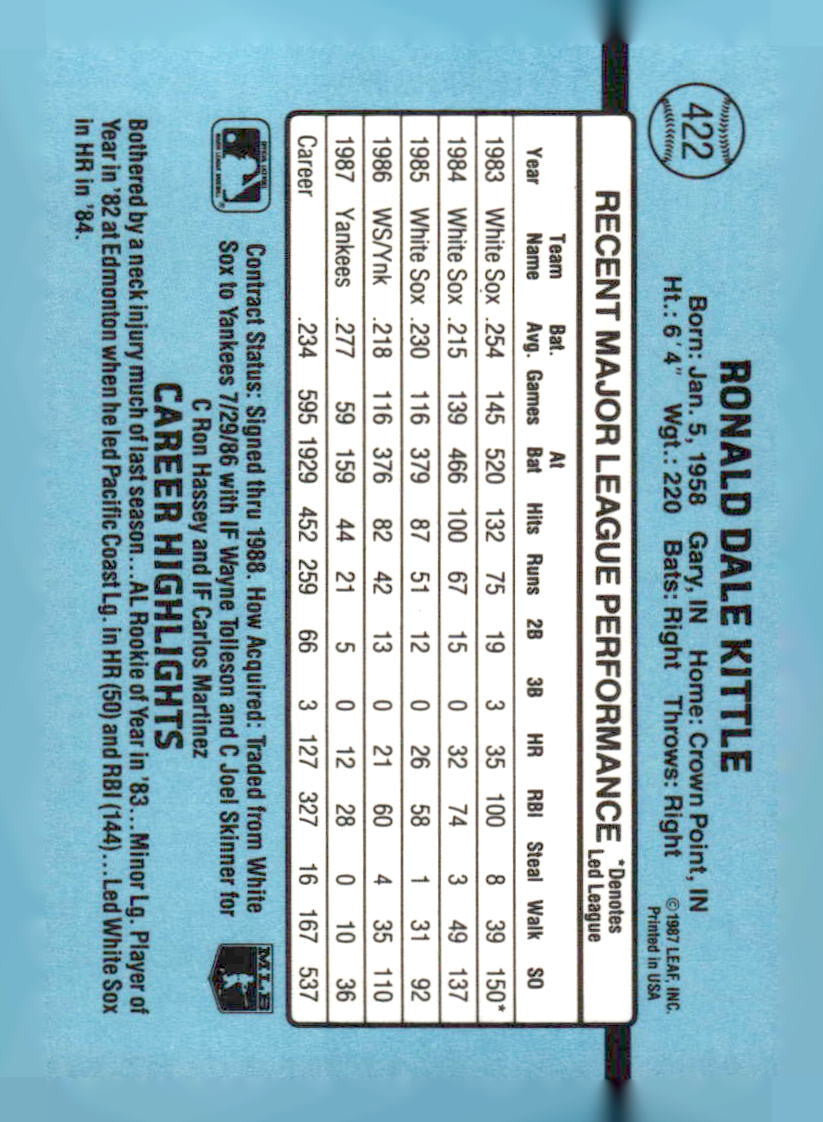 422
RONALD DALE KITTLE
Born: Jan. 5, 1958 Gary, IN Home: Crown Point, IN
Ht.: 6' 4" Wgt.: 220 Bats: Right Throws: Right
©1987 LEAF, INC.
Printed in USA
RECENT MAJOR LEAGUE PERFORMANCE *Denotes Led League
Year Team Name Bat. Avg. Games At Bat Hits Runs 2B 3B HR RBI Steal Walk SO
1983 White Sox .254 145 520 132 75 19 3 35 100 8 39 150*
1984 White Sox .215 139 466 100 67 15 0 32 74 3 49 137
1985 White Sox .230 116 379 87 51 12 0 26 58 1 31 92
1986 WS/Ynk .218 116 376 82 42 13 0 21 60 4 35 110
1987 Yankees .277 59 159 44 21 5 0 12 28 0 10 36
Career .234 595 1929 452 259 66 3 127 327 16 167 537
Contract Status: Signed thru 1988. How Acquired: Traded from White
Sox to Yankees 7/29/86 with IF Wayne Tolleson and C Joel Skinner for
C Ron Hassey and IF Carlos Martinez
MLB
CAREER HIGHLIGHTS
Bothered by a neck injury much of last season...AL Rookie of Year in '83...Minor Lg. Player of
Year in '82 at Edmonton when he led Pacific Coast Lg. in HR (50) and RBI (144)...Led White Sox
in HR in '84.